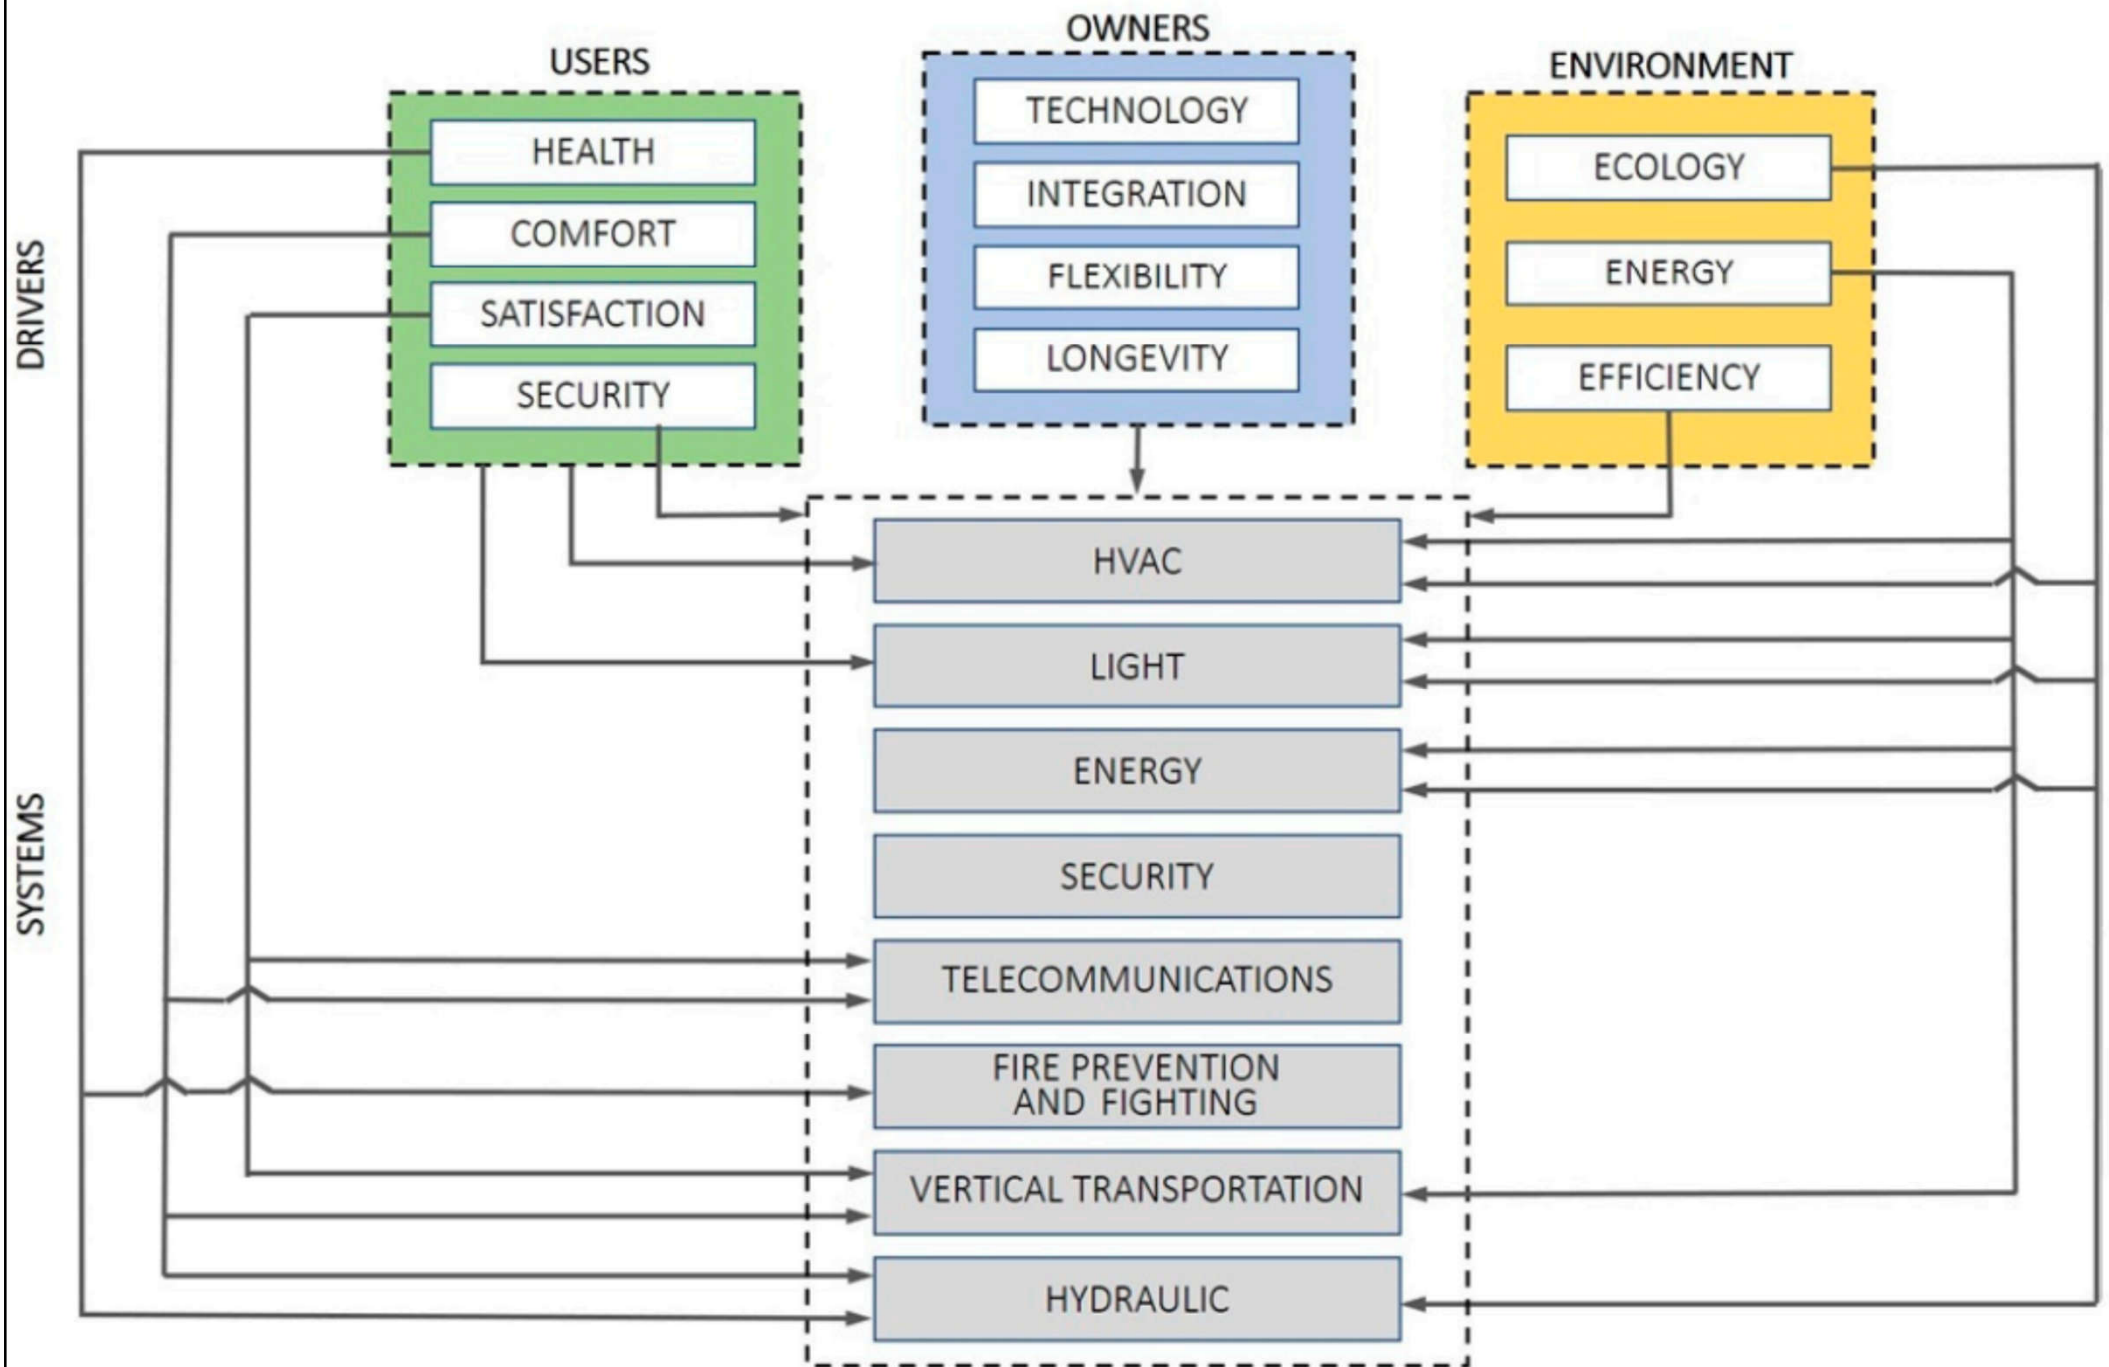 OWNERS
USERS
ENVIRONMENT
TECHNOLOGY
HEALTH
INTEGRATION
ECOLOGY
COMFORT
FLEXIBILITY
ENERGY
SATISFACTION
LONGEVITY
EFFICIENCY
SECURITY
DRIVERS
HVAC
LIGHT
ENERGY
SECURITY
SYSTEMS
TELECOMMUNICATIONS
FIRE PREVENTION
AND FIGHTING
VERTICAL TRANSPORTATION
HYDRAULIC